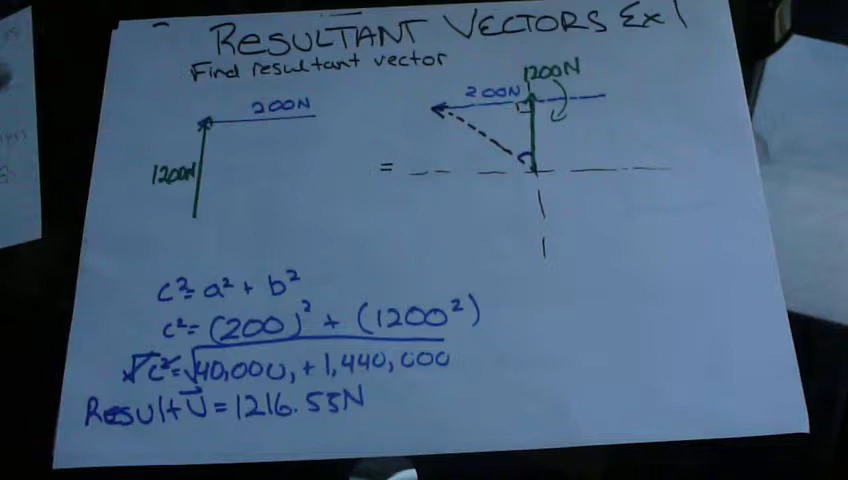 RESULTANT VECTORS Ex 1
Find resultant vector
200N
1200N
=
200N
1200N
c²= a² + b²
c²= (200)² + (1200²)
√c²=√40,000, + 1,440,000
Result U = 1216.55N